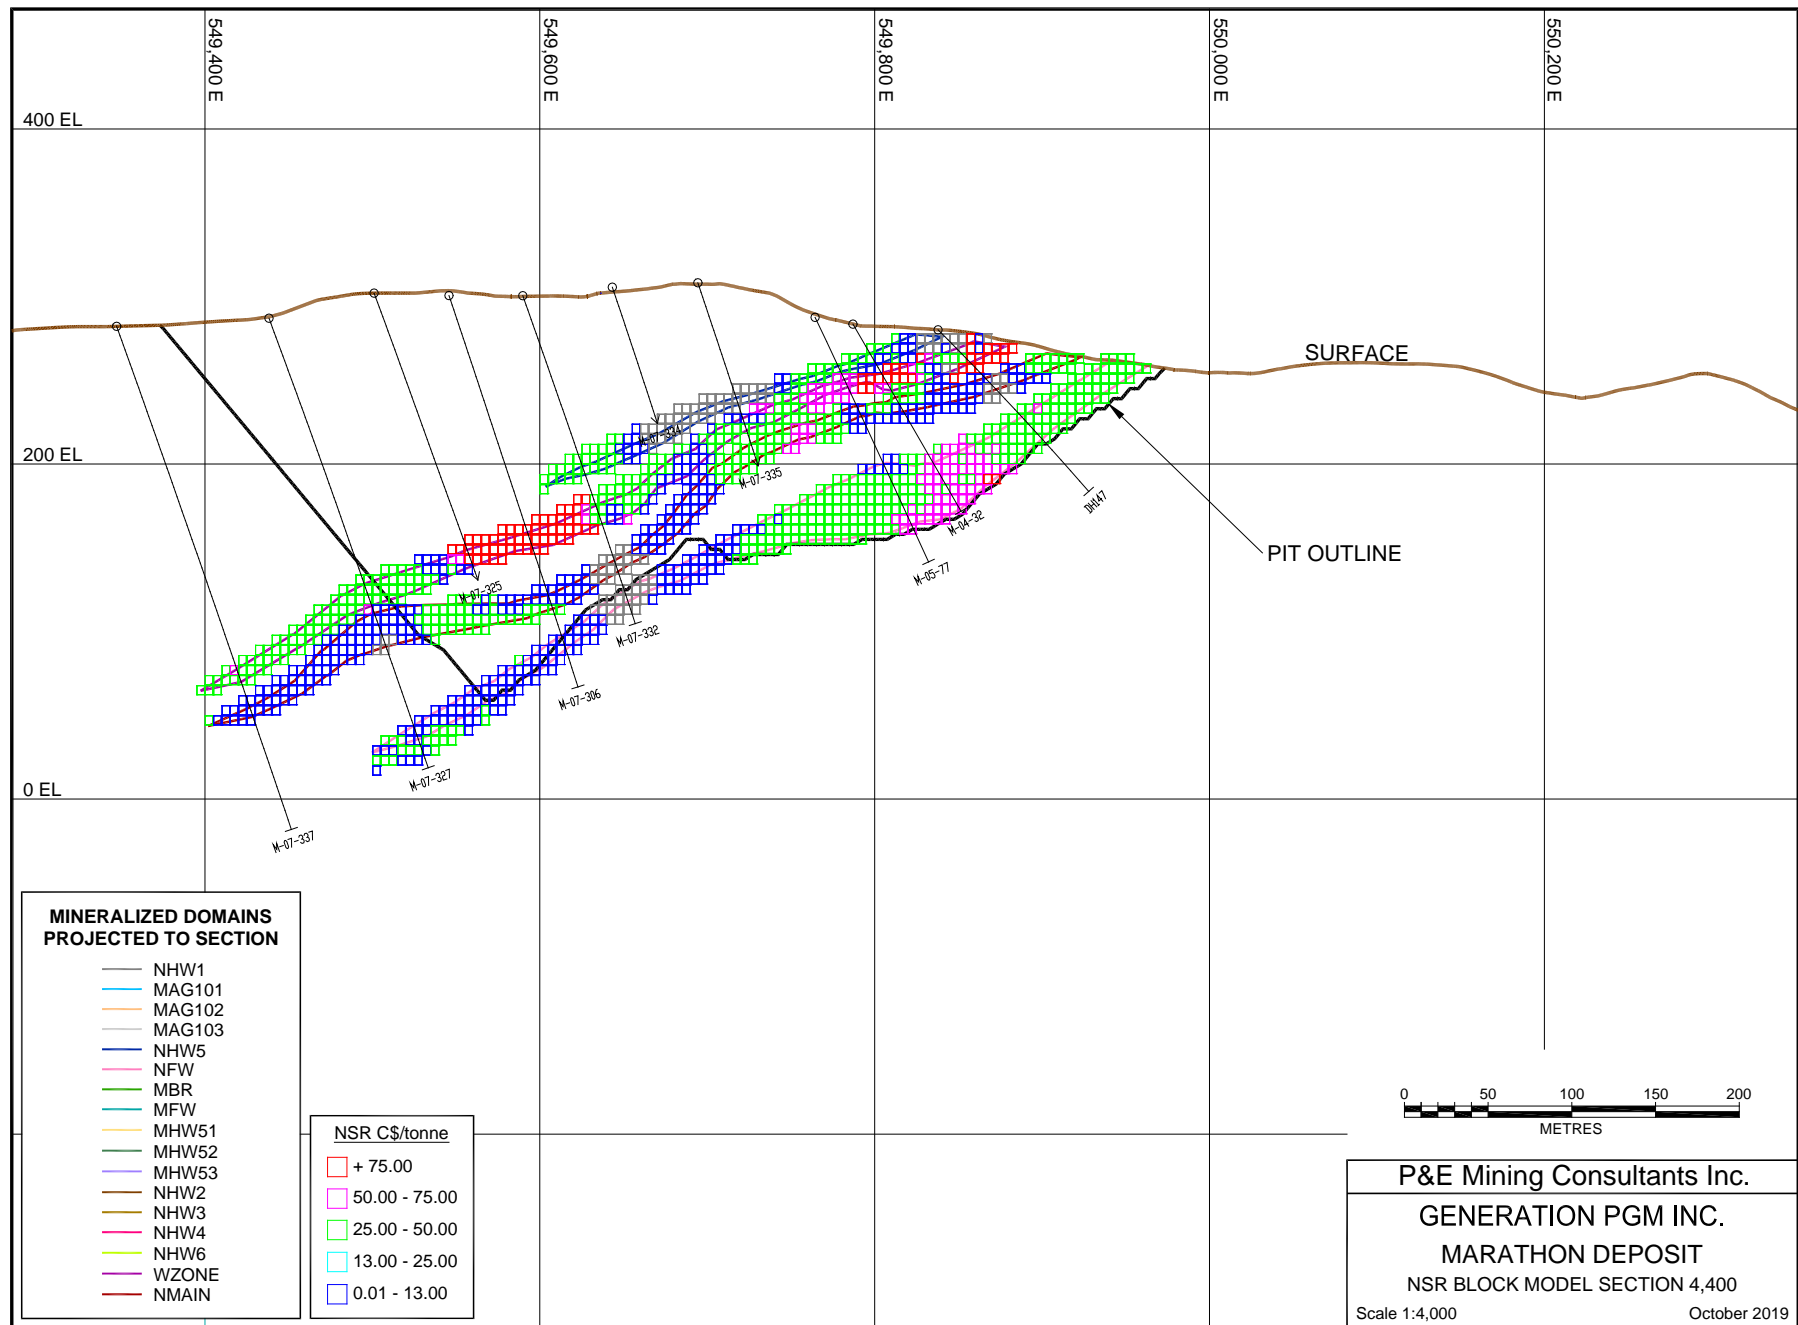 549,400 E
549,600 E
549,800 E
550,000 E
550,200 E
400 EL
SURFACE
M-07-334
200 EL
M-07-335
DH147
M-04-32
PIT OUTLINE
M-05-77
M-07-325
M-07-332
M-07-306
M-07-327
0 EL
M-07-337
MINERALIZED DOMAINS
PROJECTED TO SECTION
NHW1
MAG101
MAG102
MAG103
NHW5
NFW
MBR
MFW
MHW51
MHW52
MHW53
NHW2
NHW3
NHW4
NHW6
WZONE
NMAIN
NSR C$/tonne
+ 75.00
50.00 - 75.00
25.00 - 50.00
13.00 - 25.00
0.01 - 13.00
0 50 100 150 200
METRES
P&E Mining Consultants Inc.
GENERATION PGM INC.
MARATHON DEPOSIT
NSR BLOCK MODEL SECTION 4,400
Scale 1:4,000 October 2019